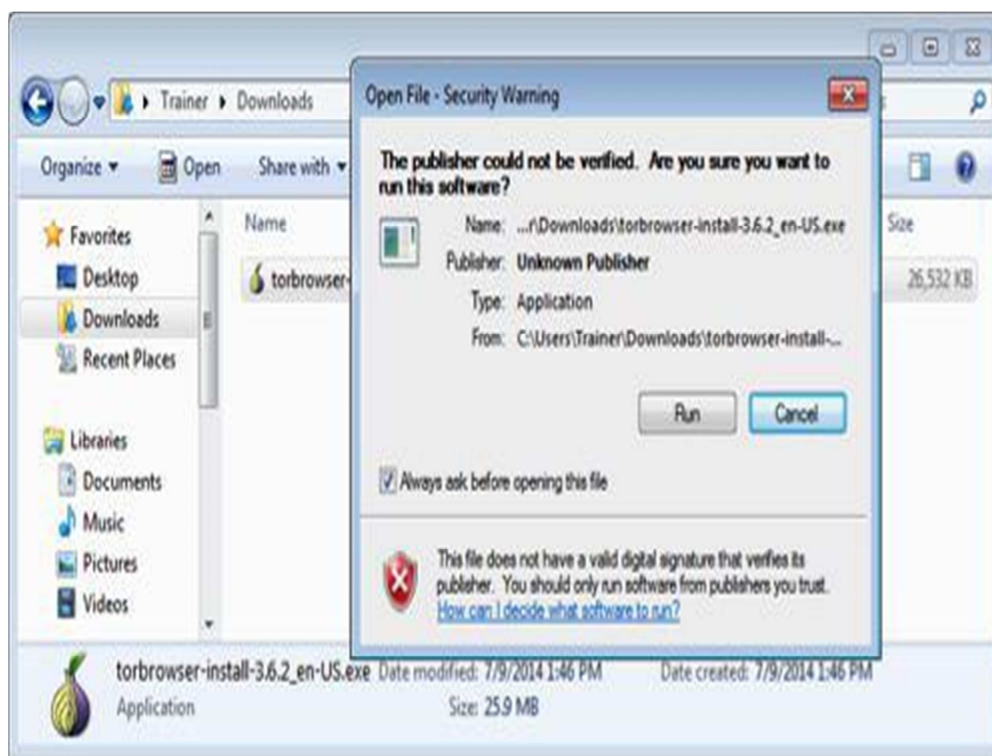 Trainer
Downloads
Organize
Open
Share with
Favorites
Desktop
Downloads
Recent Places
Libraries
Documents
Music
Pictures
Videos
Name
torbrowser-
Size
26,532 KB
Open File - Security Warning
The publisher could not be verified. Are you sure you want to
run this software?
Name: ...r\Downloads\torbrowser-install-3.6.2_en-US.exe
Publisher: Unknown Publisher
Type: Application
From: C:\Users\Trainer\Downloads\torbrowser-install-...
Run
Cancel
Always ask before opening this file
This file does not have a valid digital signature that verifies its
publisher. You should only run software from publishers you trust.
How can I decide what software to run?
torbrowser-install-3.6.2_en-US.exe Date modified: 7/9/2014 1:46 PM Date created: 7/9/2014 1:46 PM
Application Size: 25.9 MB